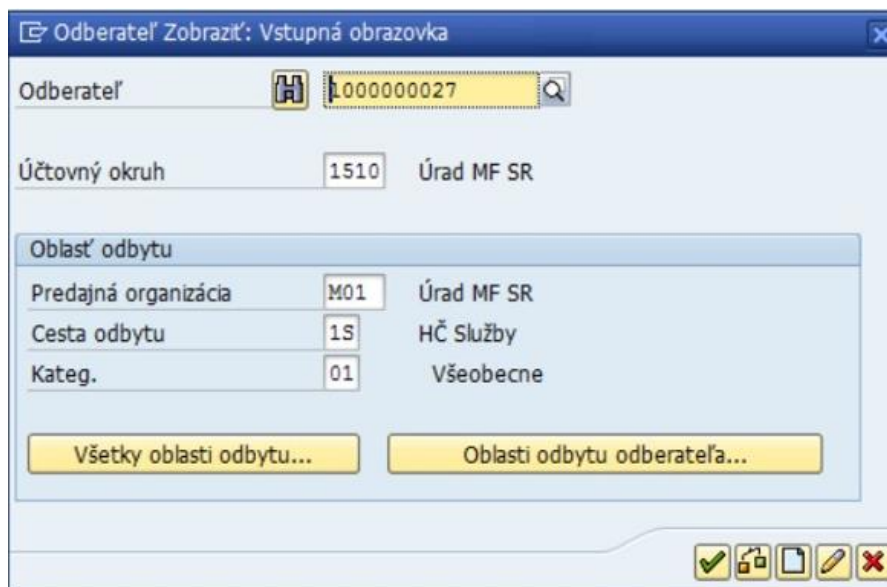 Odberateľ Zobraziť: Vstupná obrazovka
Odberateľ 1000000027
Účtovný okruh 1510 Úrad MF SR
Oblasť odbytu
Predajná organizácia M01 Úrad MF SR
Cesta odbytu 1S HČ Služby
Kateg. 01 Všeobecne
Všetky oblasti odbytu... Oblasti odbytu odberateľa...